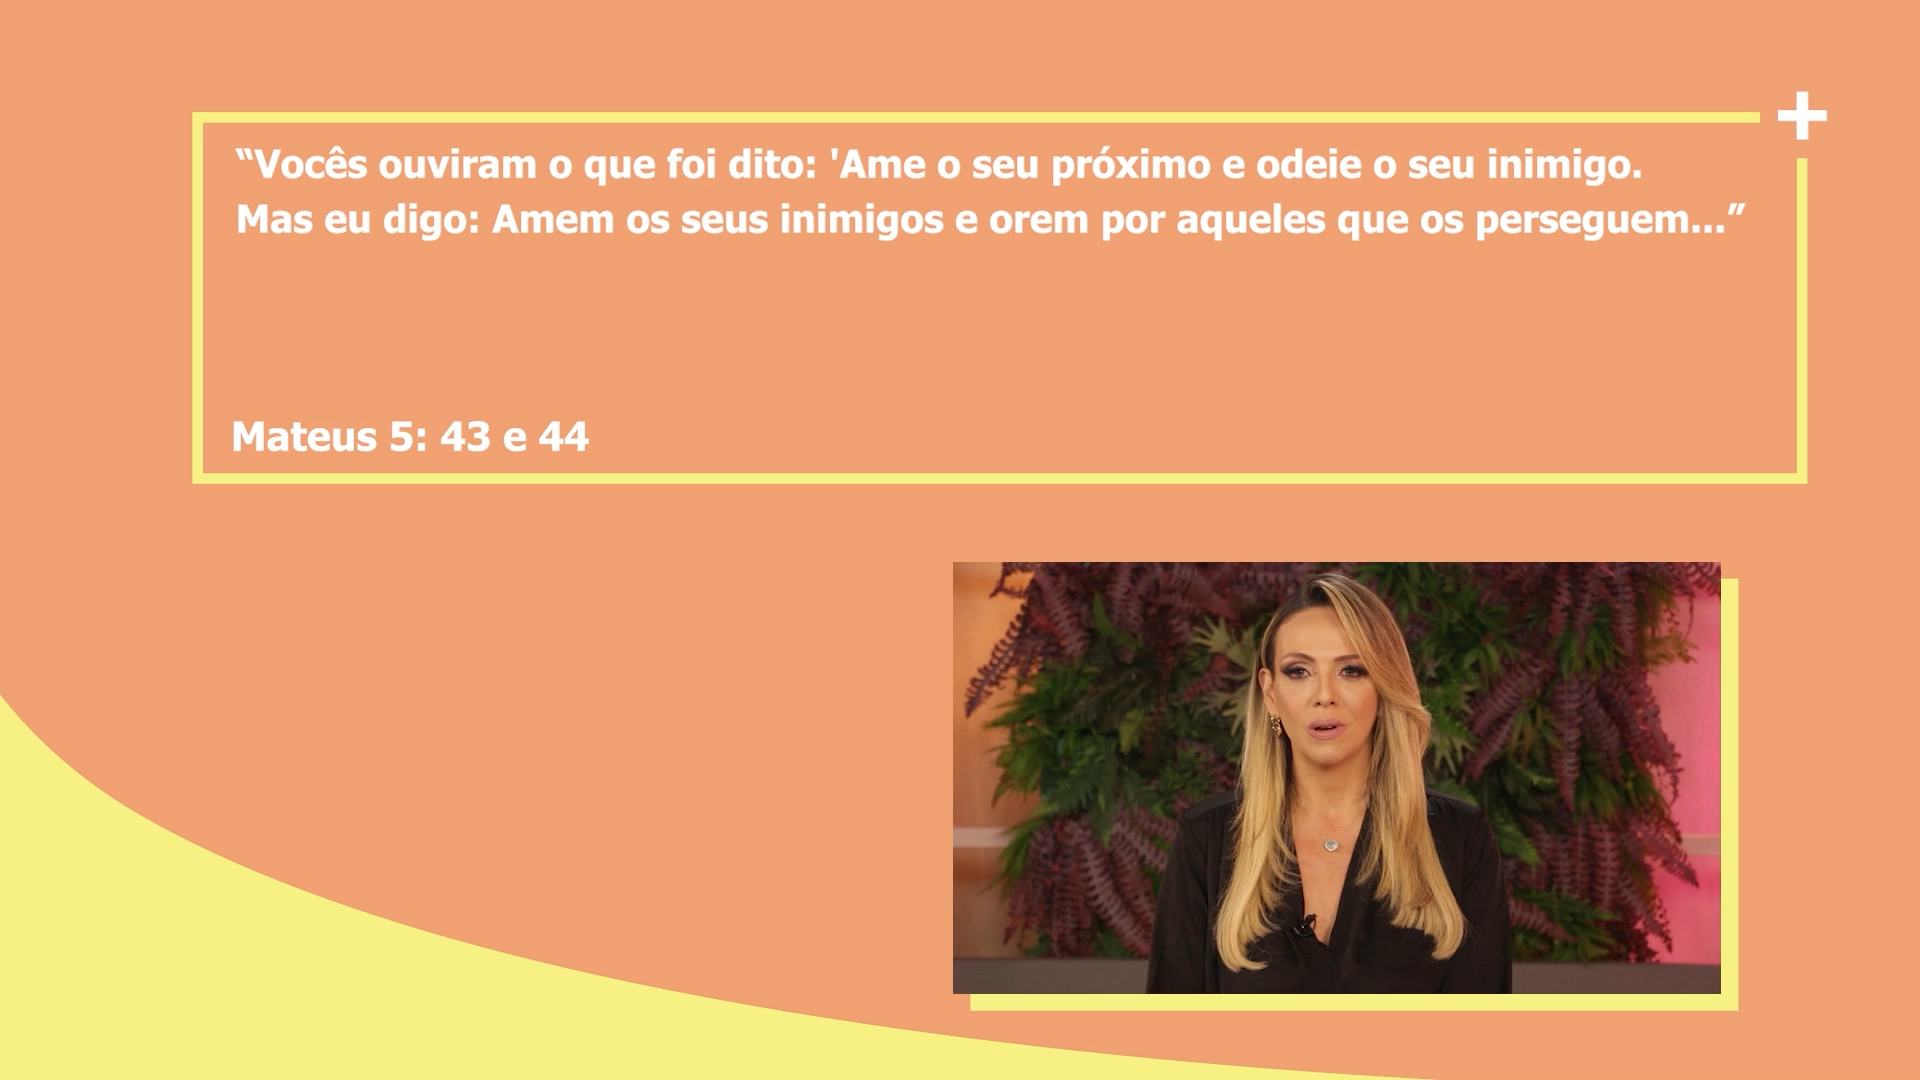 “Vocês ouviram o que foi dito: 'Ame o seu próximo e odeie o seu inimigo.
Mas eu digo: Amem os seus inimigos e orem por aqueles que os perseguem...”
Mateus 5: 43 e 44